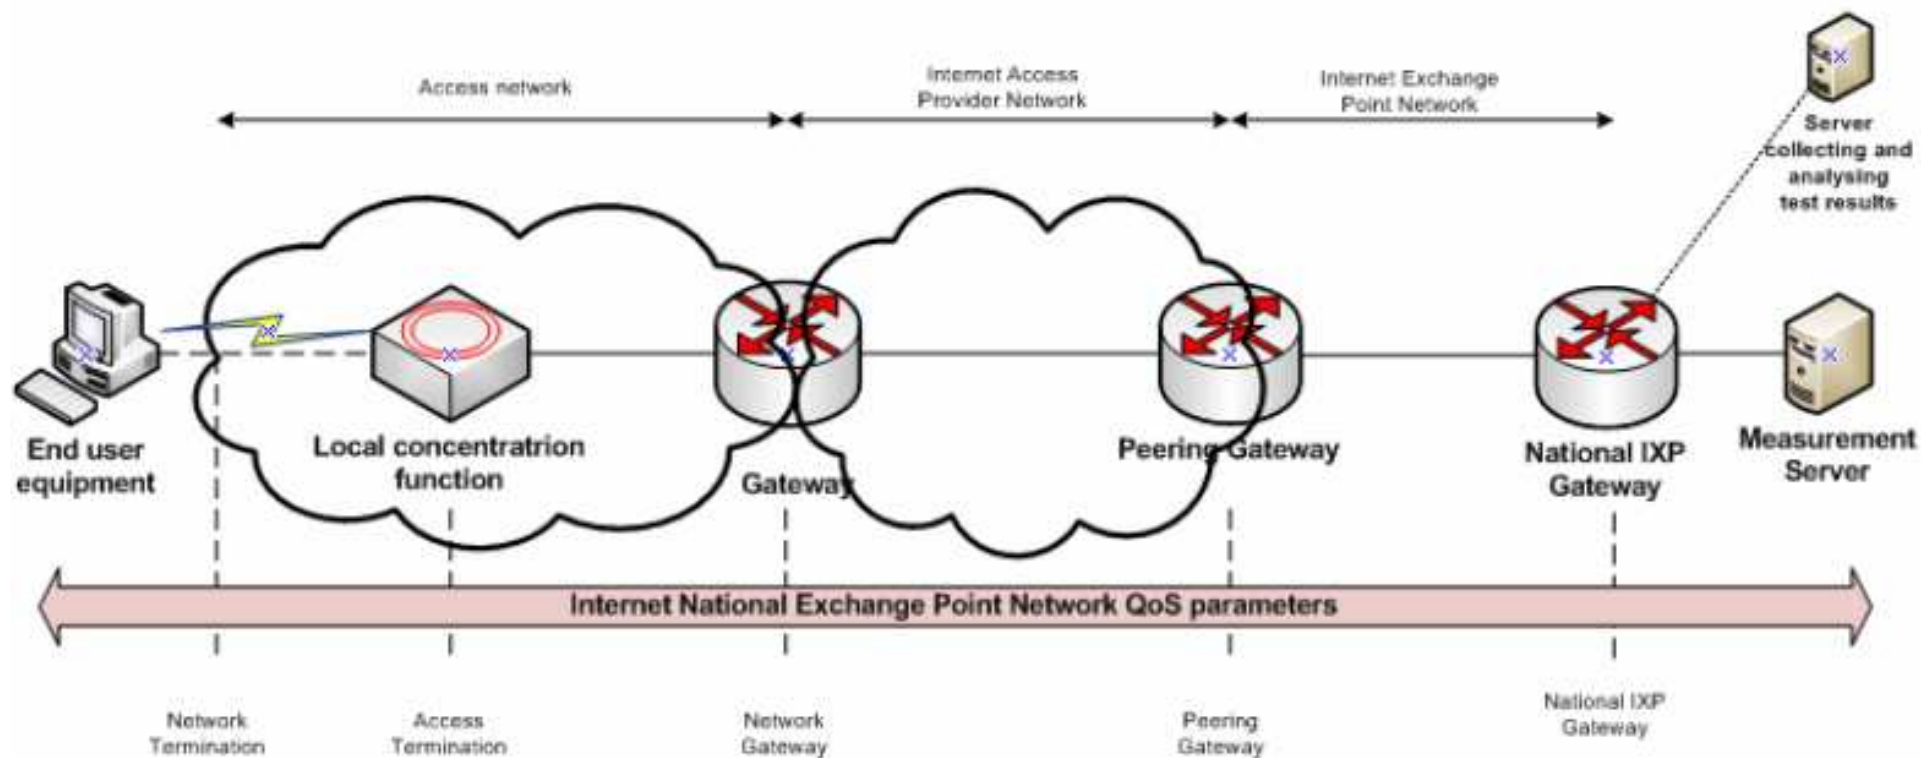 Access network
Internet Access
Provider Network
Internet Exchange
Point Network
Server
collecting and
analysing
test results
End user
equipment
Local concentratrion
function
Gateway
Peering Gateway
National IXP
Gateway
Measurement
Server
Internet National Exchange Point Network QoS parameters
Network
Termination
Access
Termination
Network
Gateway
Peering
Gateway
National IXP
Gateway